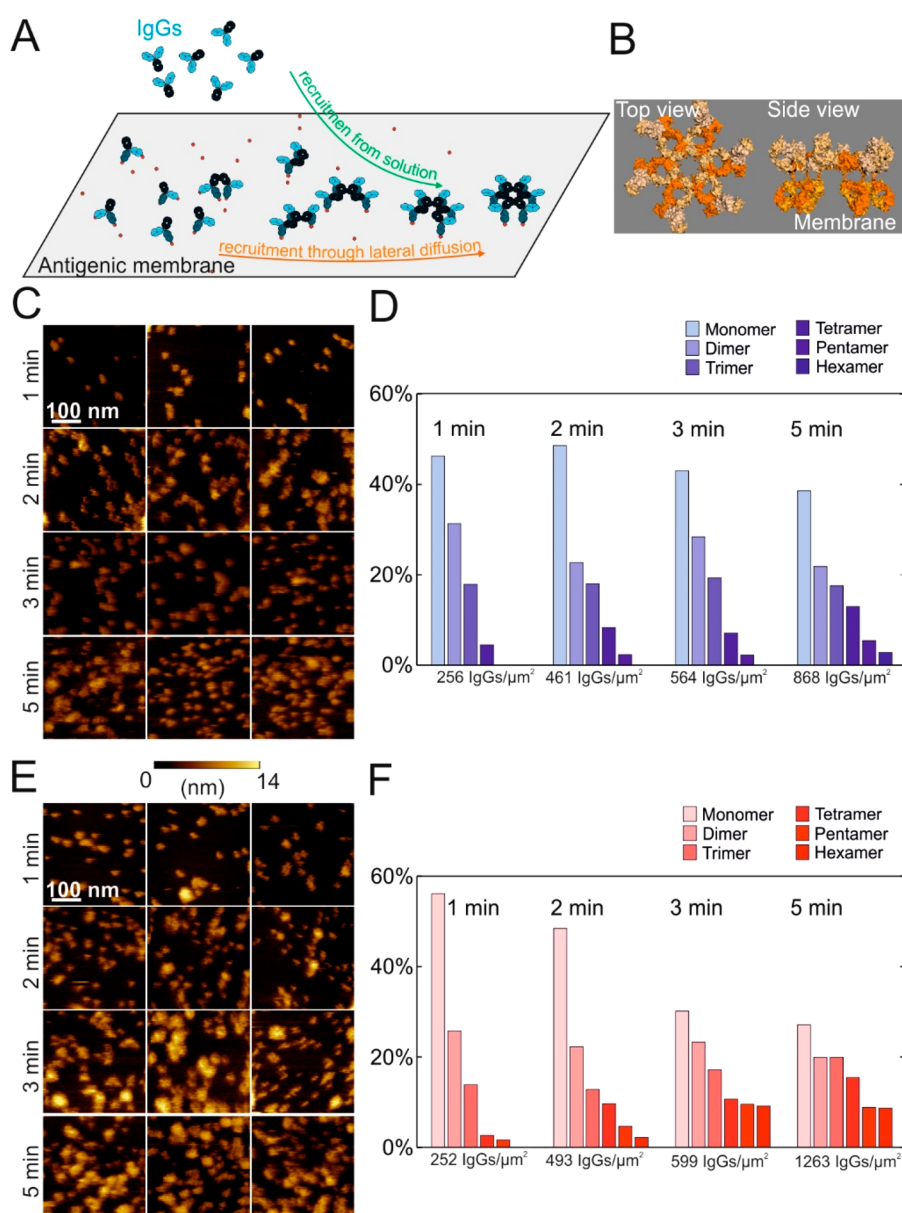 A
IgGs
recruitmen from solution
recruitment through lateral diffusion
Antigenic membrane
B
Top view
Side view
Membrane
C
1 min
100 nm
2 min
3 min
5 min
D
Monomer
Tetramer
Dimer
Pentamer
Trimer
Hexamer
60%
1 min
2 min
3 min
5 min
40%
20%
0%
256 IgGs/µm²
461 IgGs/µm²
564 IgGs/µm²
868 IgGs/µm²
E
0
14
(nm)
1 min
100 nm
2 min
3 min
5 min
F
Monomer
Tetramer
Dimer
Pentamer
Trimer
Hexamer
60%
1 min
2 min
3 min
5 min
40%
20%
0%
252 IgGs/µm²
493 IgGs/µm²
599 IgGs/µm²
1263 IgGs/µm²